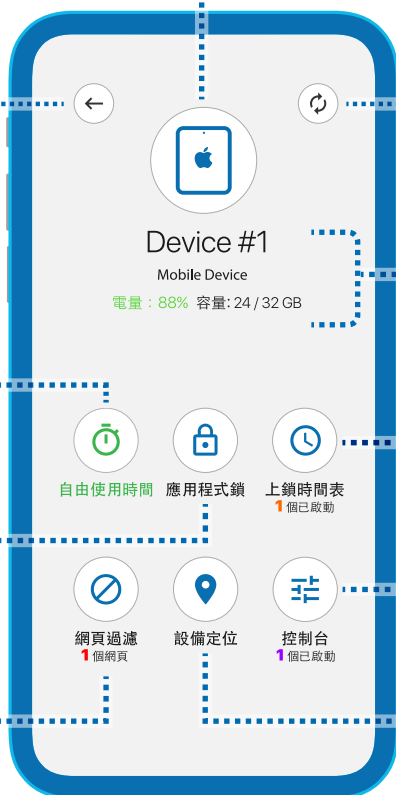 Device #1
Mobile Device
電量：88% 容量: 24 / 32 GB
自由使用時間 應用程式鎖 上鎖時間表
1個已啟動
網頁過濾 設備定位 控制台
1個網頁 1個已啟動